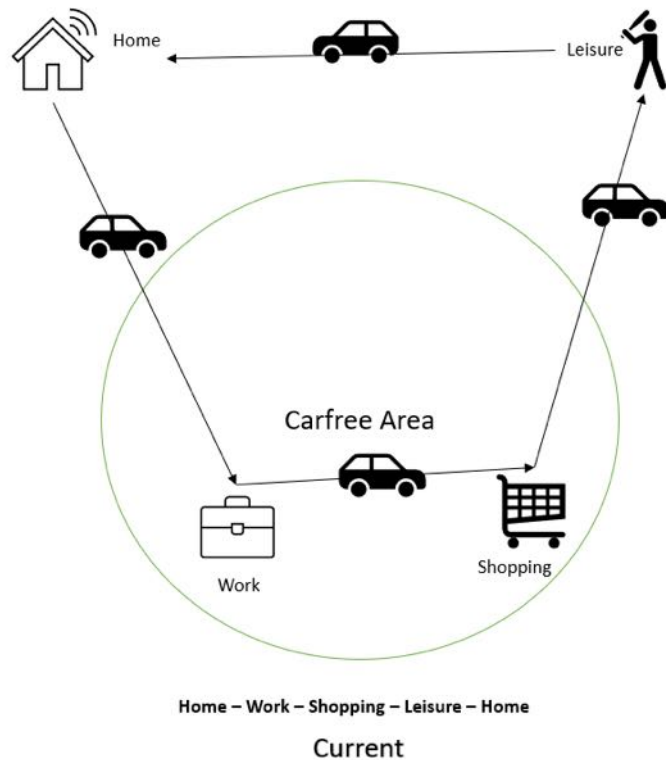 Home
Leisure
Carfree Area
Work
Shopping
Home – Work – Shopping – Leisure – Home
Current